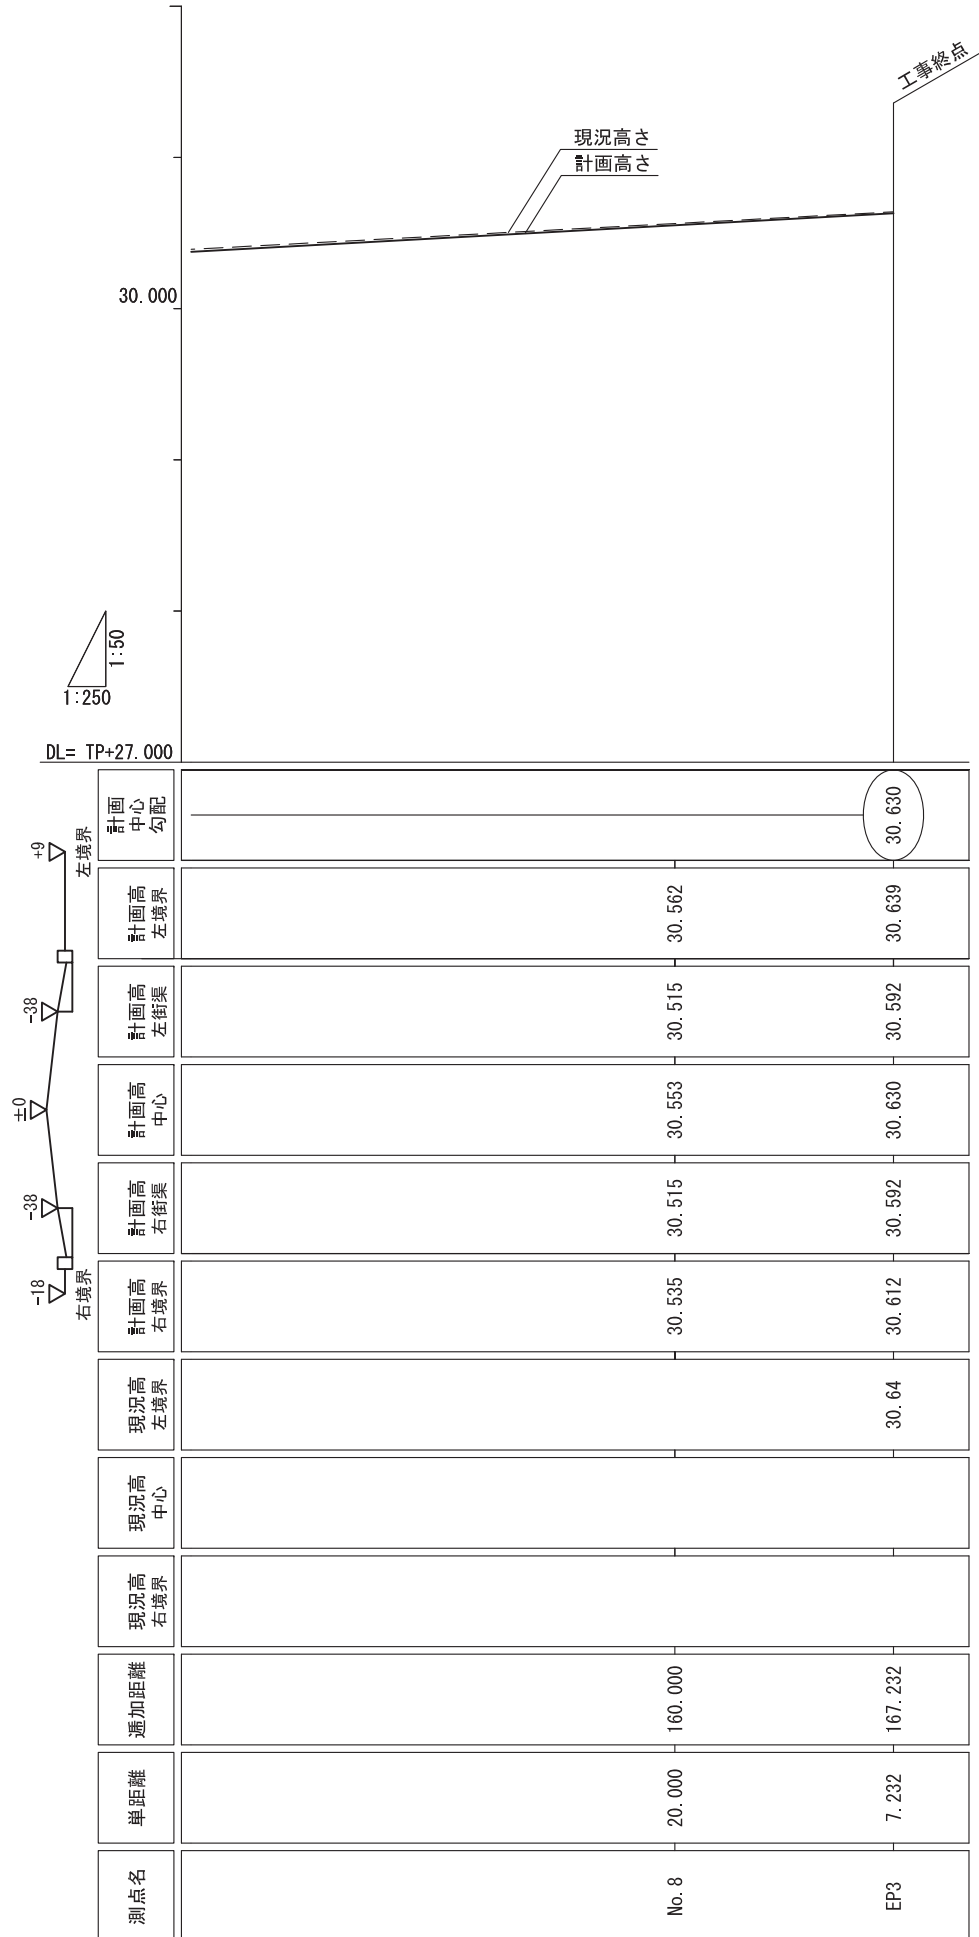 工事終点
現況高さ
計画高さ
30.000
1:50
1:250
DL= TP+27.000
+9
左境界
-38
±0
-38
-18
右境界
計画
中心
勾配
30.630
計画高
左境界
30.562
30.639
計画高
左街渠
30.515
30.592
計画高
中心
30.553
30.630
計画高
右街渠
30.515
30.592
計画高
右境界
30.535
30.612
現況高
左境界
30.64
現況高
中心
現況高
右境界
逓加距離
160.000
167.232
単距離
20.000
7.232
測点名
No.8
EP3